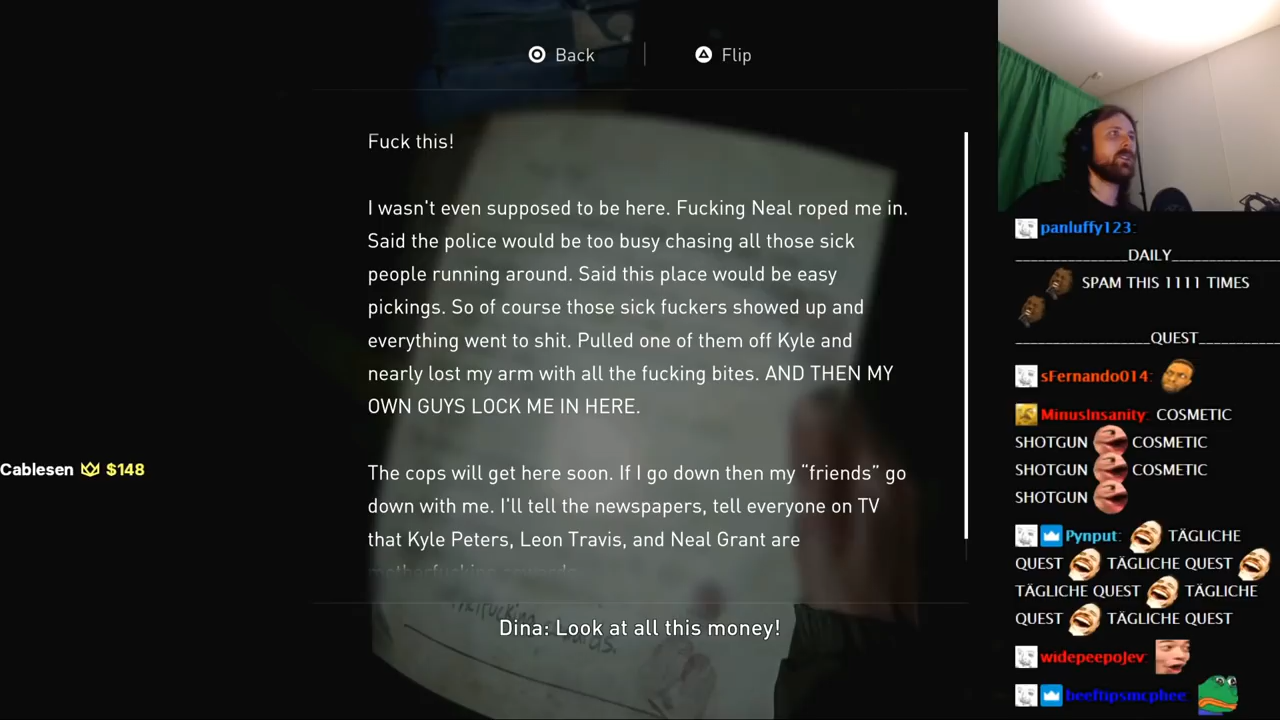 Back
Flip
Fuck this!
I wasn't even supposed to be here. Fucking Neal roped me in.
Said the police would be too busy chasing all those sick
people running around. Said this place would be easy
pickings. So of course those sick fuckers showed up and
everything went to shit. Pulled one of them off Kyle and
nearly lost my arm with all the fucking bites. AND THEN MY
OWN GUYS LOCK ME IN HERE.
The cops will get here soon. If I go down then my “friends” go
down with me. I'll tell the newspapers, tell everyone on TV
that Kyle Peters, Leon Travis, and Neal Grant are
motherfucking cowards.
Dina: Look at all this money!
Cablesen $148
panluffy123:
_______________DAILY_______________
SPAM THIS 1111 TIMES
_________________QUEST_______________
sFernando014:
MinusInsanity: COSMETIC
SHOTGUN COSMETIC
SHOTGUN COSMETIC
SHOTGUN
Pynput: TÄGLICHE
QUEST TÄGLICHE QUEST
TÄGLICHE QUEST TÄGLICHE
QUEST TÄGLICHE QUEST
widepeepoJev:
beeftipsmcphee: